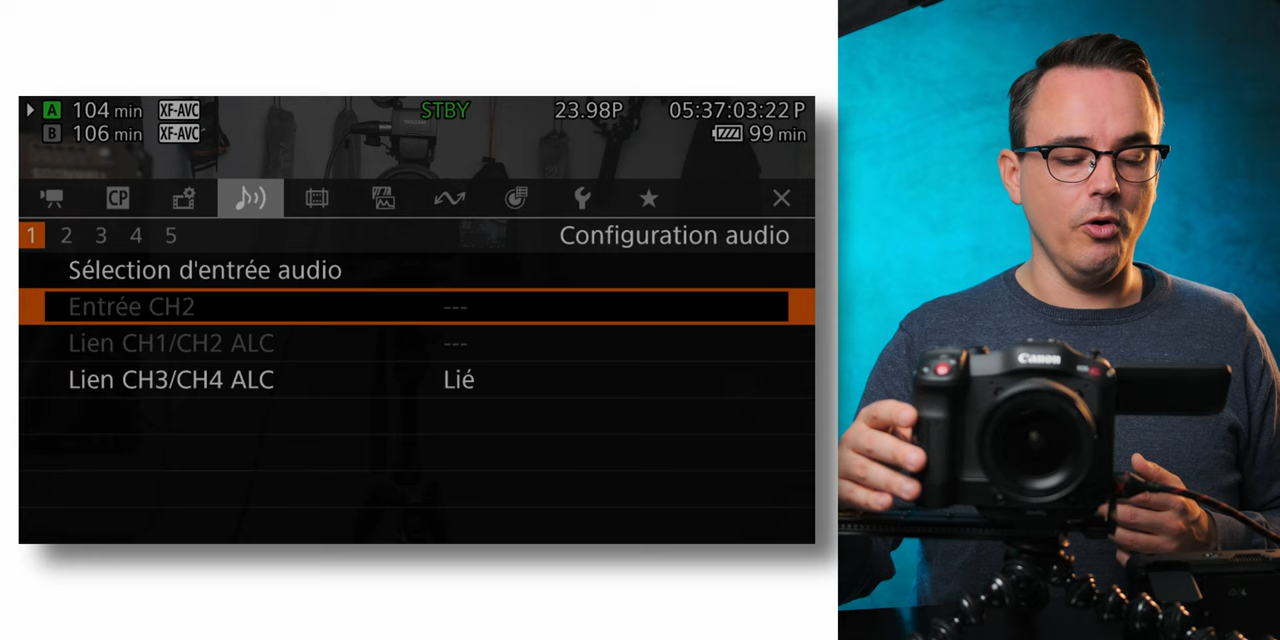 A 104 min XF-AVC STBY 23.98P 05:37:03:22 P
B 106 min XF-AVC 99 min
CP
1 2 3 4 5 Configuration audio
Sélection d'entrée audio
Entrée CH2 ---
Lien CH1/CH2 ALC ---
Lien CH3/CH4 ALC Lié
Canon